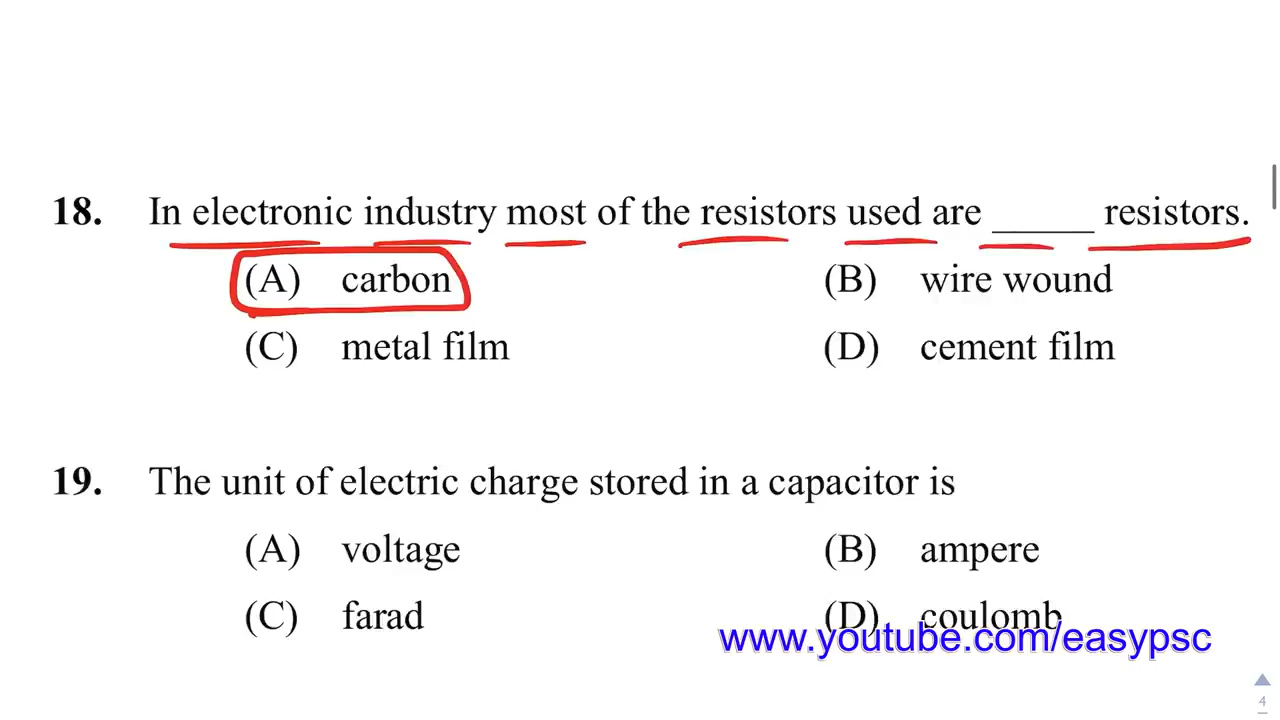 18. In electronic industry most of the resistors used are _____ resistors.
(A) carbon (B) wire wound
(C) metal film (D) cement film
19. The unit of electric charge stored in a capacitor is
(A) voltage (B) ampere
(C) farad (D) coulomb
www.youtube.com/easypsc
4